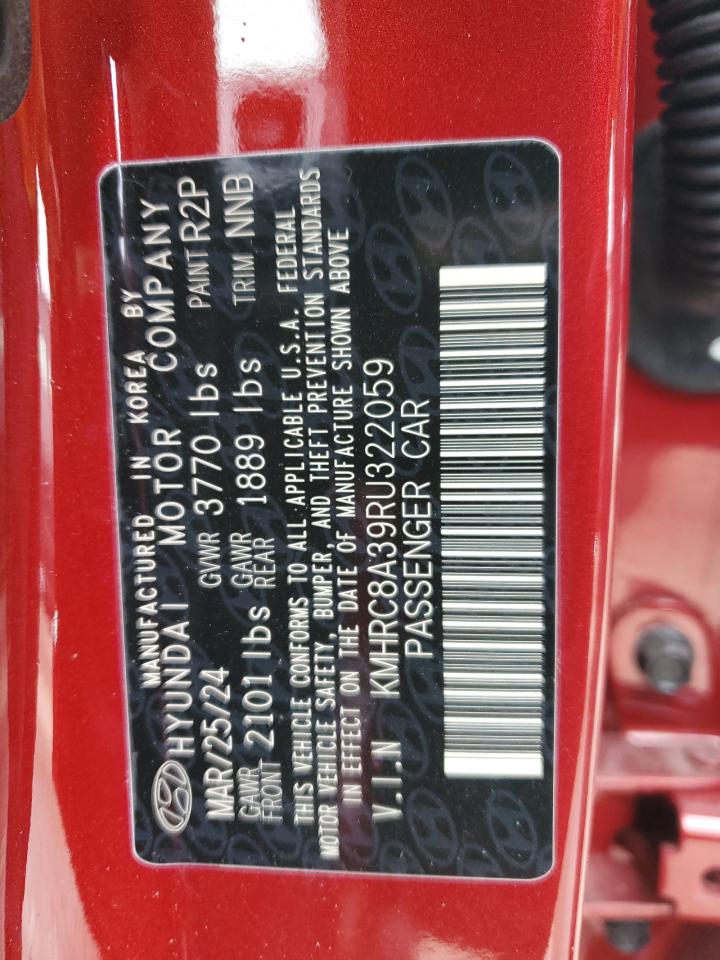 MANUFACTURED IN KOREA BY
HYUNDAI MOTOR COMPANY
MAR/25/24 GVWR 3770 lbs PAINT R2P
GAWR FRONT 2101 lbs GAWR REAR 1889 lbs TRIM NNB
THIS VEHICLE CONFORMS TO ALL APPLICABLE U.S.A. FEDERAL
MOTOR VEHICLE SAFETY, BUMPER, AND THEFT PREVENTION STANDARDS
IN EFFECT ON THE DATE OF MANUFACTURE SHOWN ABOVE
V.I.N KMHRC8A39RU322059
PASSENGER CAR